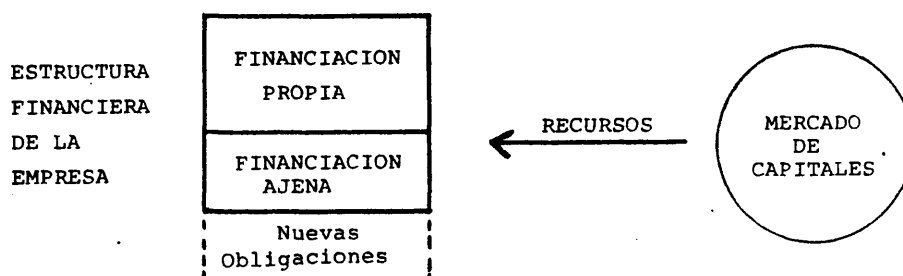 ESTRUCTURA
FINANCIERA
DE LA
EMPRESA
FINANCIACION
PROPIA
FINANCIACION
AJENA
Nuevas
Obligaciones
RECURSOS
MERCADO
DE
CAPITALES